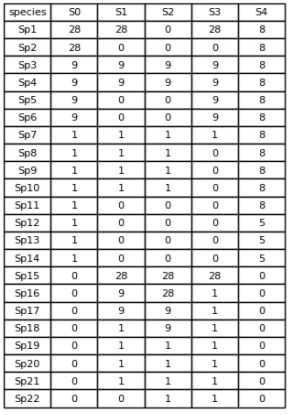 species S0 S1 S2 S3 S4
Sp1 28 28 0 28 8
Sp2 28 0 0 0 8
Sp3 9 9 9 9 8
Sp4 9 9 9 9 8
Sp5 9 0 0 9 8
Sp6 9 0 0 9 8
Sp7 1 1 1 1 8
Sp8 1 1 1 0 8
Sp9 1 1 1 0 8
Sp10 1 1 1 0 8
Sp11 1 0 0 0 8
Sp12 1 0 0 0 5
Sp13 1 0 0 0 5
Sp14 1 0 0 0 5
Sp15 0 28 28 28 0
Sp16 0 9 28 1 0
Sp17 0 9 9 1 0
Sp18 0 1 9 1 0
Sp19 0 1 1 1 0
Sp20 0 1 1 1 0
Sp21 0 1 1 1 0
Sp22 0 0 1 1 0